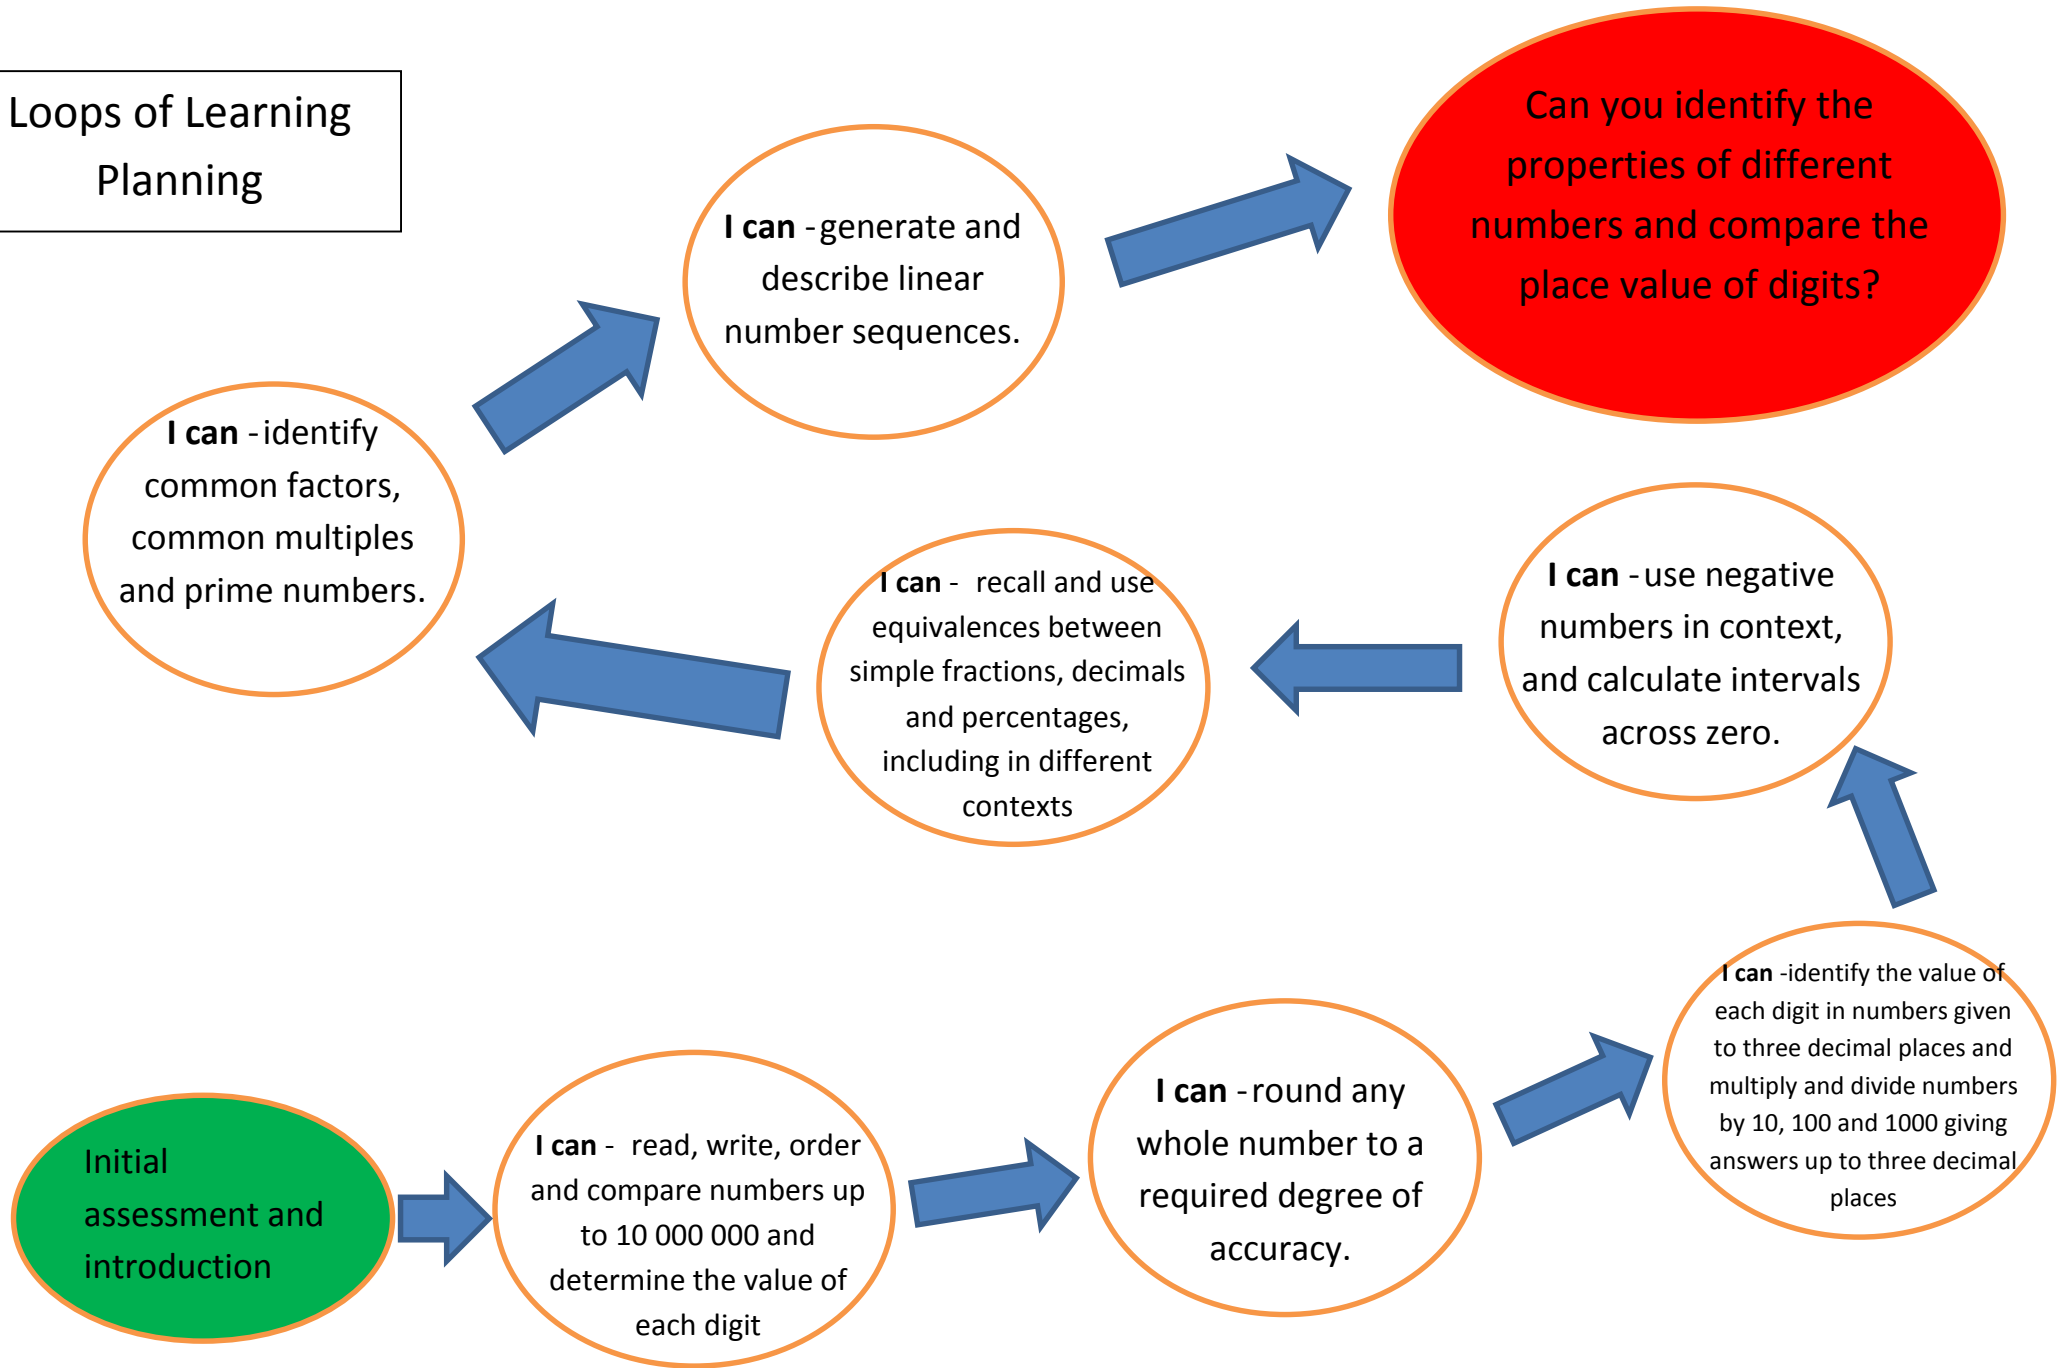 Loops of Learning
Planning
Can you identify the
properties of different
numbers and compare the
place value of digits?
I can -generate and
describe linear
number sequences.
I can -identify
common factors,
common multiples
and prime numbers.
I can - recall and use
equivalences between
simple fractions, decimals
and percentages,
including in different
contexts
I can -use negative
numbers in context,
and calculate intervals
across zero.
I can -identify the value of
each digit in numbers given
to three decimal places and
multiply and divide numbers
by 10, 100 and 1000 giving
answers up to three decimal
places
I can -round any
whole number to a
required degree of
accuracy.
I can - read, write, order
and compare numbers up
to 10 000 000 and
determine the value of
each digit
Initial
assessment and
introduction